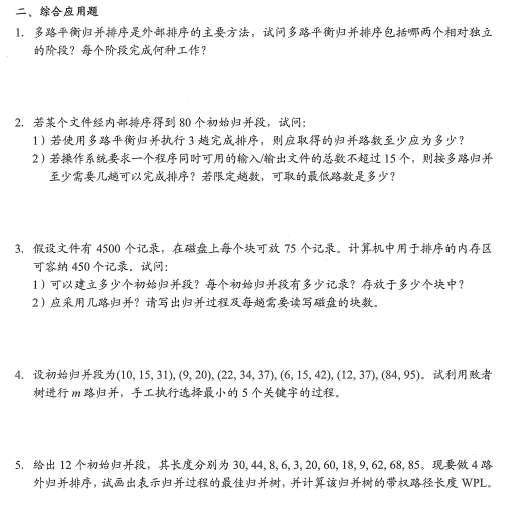 二、综合应用题
1. 多路平衡归并排序是外部排序的主要方法，试问多路平衡归并排序包括哪两个相对独立
的阶段？每个阶段完成何种工作？
2. 若某个文件经内部排序得到 80 个初始归并段，试问：
1）若使用多路平衡归并执行 3 趟完成排序，则应取得的归并路数至少应为多少？
2）若操作系统要求一个程序同时可用的输入/输出文件的总数不超过 15 个，则按多路归并
至少需要几趟可以完成排序？若限定趟数，可取的最低路数是多少？
3. 假设文件有 4500 个记录，在磁盘上每个块可放 75 个记录。计算机中用于排序的内存区
可容纳 450 个记录。试问：
1）可以建立多少个初始归并段？每个初始归并段有多少记录？存放于多少个块中？
2）应采用几路归并？请写出归并过程及每趟需要读写磁盘的块数。
4. 设初始归并段为(10, 15, 31), (9, 20), (22, 34, 37), (6, 15, 42), (12, 37), (84, 95)。试利用败者
树进行 m 路归并，手工执行选择最小的 5 个关键字的过程。
5. 给出 12 个初始归并段，其长度分别为 30, 44, 8, 6, 3, 20, 60, 18, 9, 62, 68, 85。现要做 4 路
外归并排序，试画出表示归并过程的最佳归并树，并计算该归并树的带权路径长度 WPL。